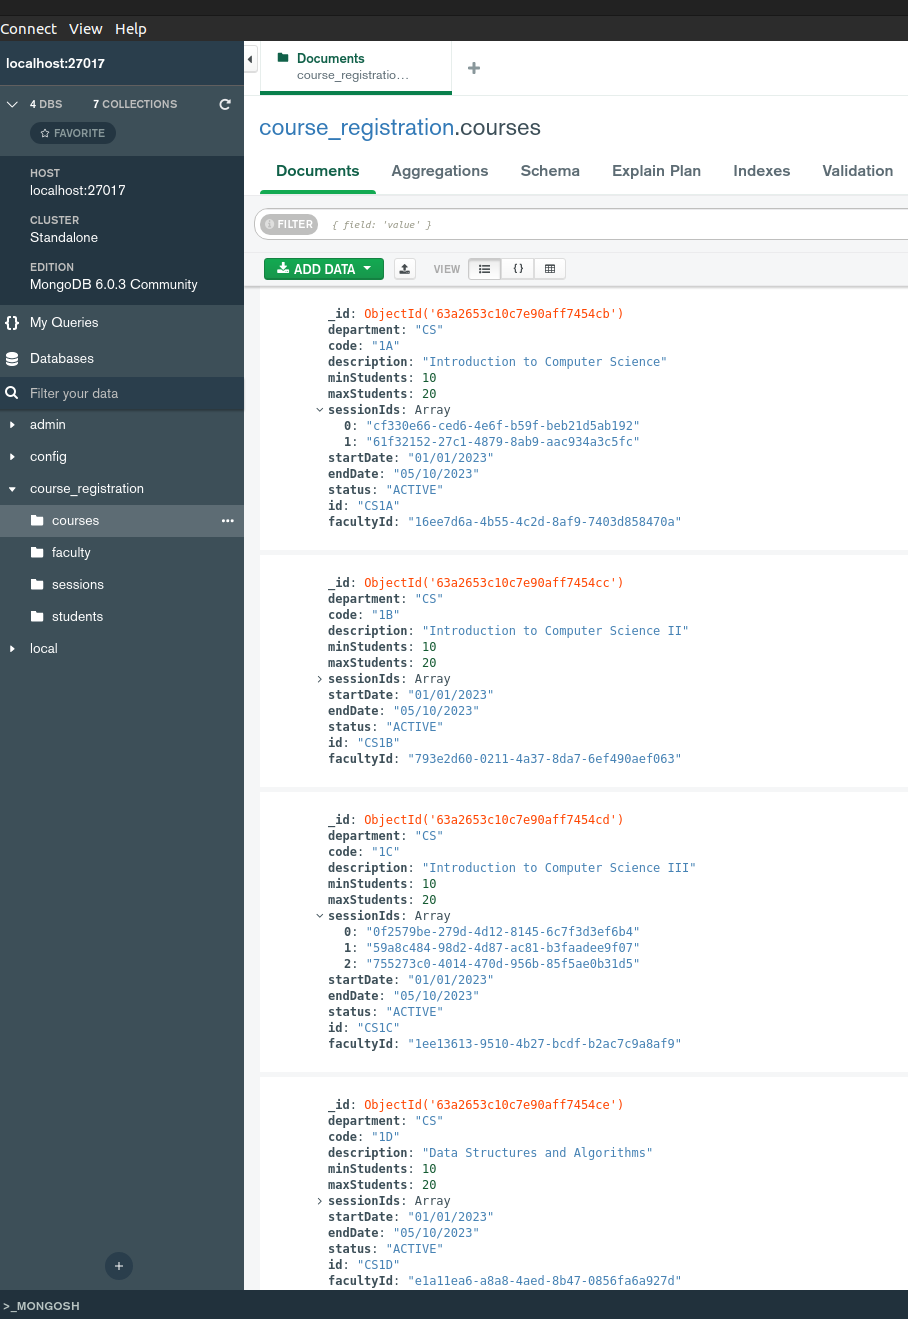 Connect View Help
localhost:27017
4 DBS 7 COLLECTIONS
FAVORITE
HOST
localhost:27017
CLUSTER
Standalone
EDITION
MongoDB 6.0.3 Community
{} My Queries
Databases
Filter your data
admin
config
course_registration
courses •••
faculty
sessions
students
local
+
>_MONGOSH
Documents
course_registratio…
+
course_registration.courses
Documents Aggregations Schema Explain Plan Indexes Validation
FILTER { field: 'value' }
ADD DATA VIEW {}
_id: ObjectId('63a2653c10c7e90aff7454cb')
department: "CS"
code: "1A"
description: "Introduction to Computer Science"
minStudents: 10
maxStudents: 20
sessionIds: Array
0: "cf330e66-ced6-4e6f-b59f-beb21d5ab192"
1: "61f32152-27c1-4879-8ab9-aac934a3c5fc"
startDate: "01/01/2023"
endDate: "05/10/2023"
status: "ACTIVE"
id: "CS1A"
facultyId: "16ee7d6a-4b55-4c2d-8af9-7403d858470a"
_id: ObjectId('63a2653c10c7e90aff7454cc')
department: "CS"
code: "1B"
description: "Introduction to Computer Science II"
minStudents: 10
maxStudents: 20
sessionIds: Array
startDate: "01/01/2023"
endDate: "05/10/2023"
status: "ACTIVE"
id: "CS1B"
facultyId: "793e2d60-0211-4a37-8da7-6ef490aef063"
_id: ObjectId('63a2653c10c7e90aff7454cd')
department: "CS"
code: "1C"
description: "Introduction to Computer Science III"
minStudents: 10
maxStudents: 20
sessionIds: Array
0: "0f2579be-279d-4d12-8145-6c7f3d3ef6b4"
1: "59a8c484-98d2-4d87-ac81-b3faadee9f07"
2: "755273c0-4014-470d-956b-85f5ae0b31d5"
startDate: "01/01/2023"
endDate: "05/10/2023"
status: "ACTIVE"
id: "CS1C"
facultyId: "1ee13613-9510-4b27-bcdf-b2ac7c9a8af9"
_id: ObjectId('63a2653c10c7e90aff7454ce')
department: "CS"
code: "1D"
description: "Data Structures and Algorithms"
minStudents: 10
maxStudents: 20
sessionIds: Array
startDate: "01/01/2023"
endDate: "05/10/2023"
status: "ACTIVE"
id: "CS1D"
facultyId: "e1a11ea6-a8a8-4aed-8b47-0856fa6a927d"